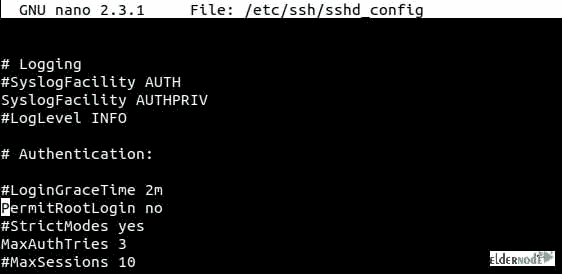 GNU nano 2.3.1 File: /etc/ssh/sshd_config
# Logging
#SyslogFacility AUTH
SyslogFacility AUTHPRIV
#LogLevel INFO
# Authentication:
#LoginGraceTime 2m
PermitRootLogin no
#StrictModes yes
MaxAuthTries 3
#MaxSessions 10
ELDERNODE